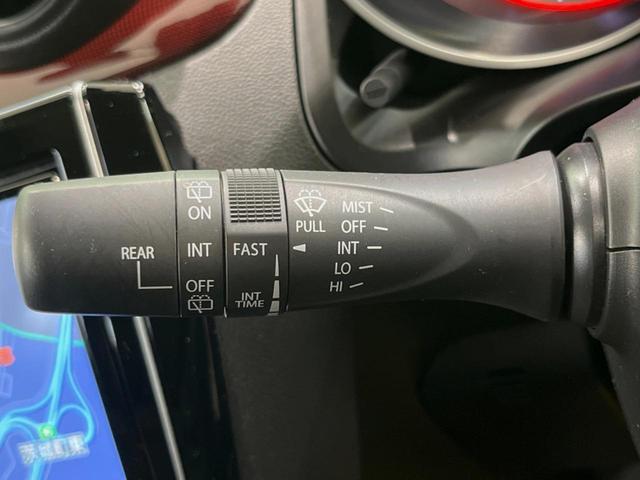 ON
REAR
INT
OFF
FAST
INT
TIME
PULL
MIST
OFF
INT
LO
HI